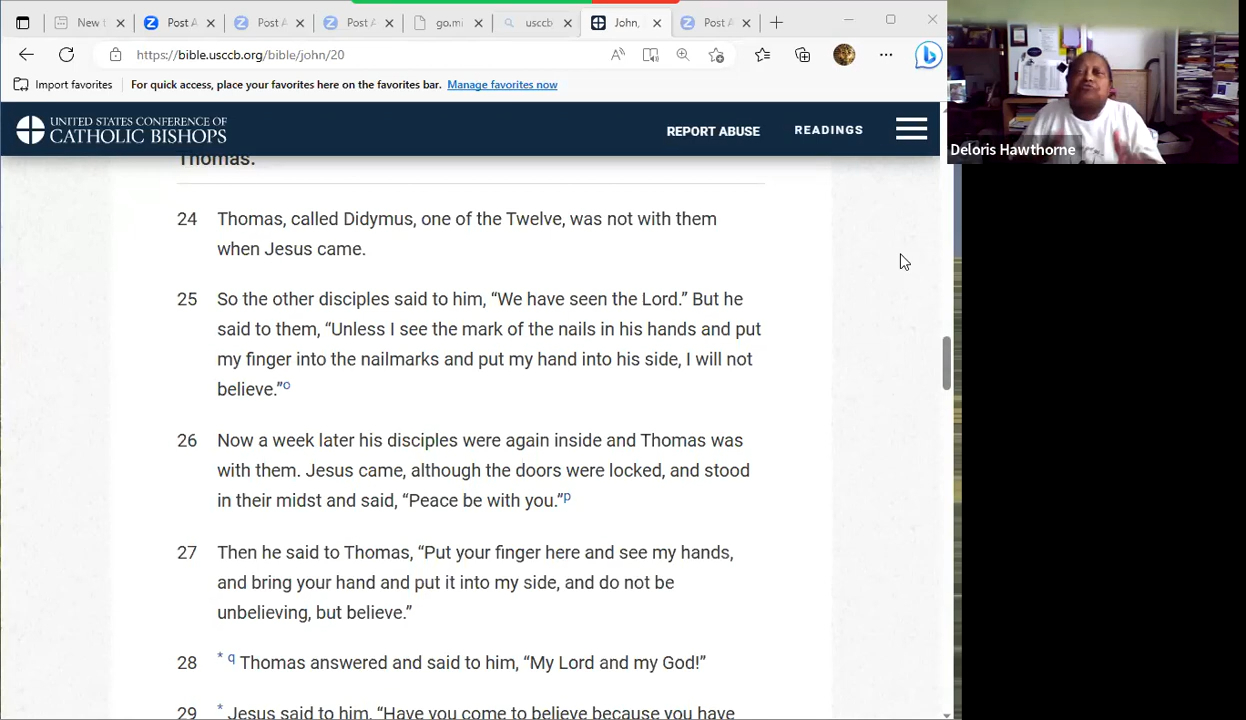 New t
Post A
Post A
Post A
go.mi
usccb
John,
Post A
https://bible.usccb.org/bible/john/20
Import favorites
For quick access, place your favorites here on the favorites bar. Manage favorites now
UNITED STATES CONFERENCE OF
CATHOLIC BISHOPS
REPORT ABUSE
READINGS
Deloris Hawthorne
Thomas.
24 Thomas, called Didymus, one of the Twelve, was not with them
when Jesus came.
25 So the other disciples said to him, “We have seen the Lord.” But he
said to them, “Unless I see the mark of the nails in his hands and put
my finger into the nailmarks and put my hand into his side, I will not
believe.”o
26 Now a week later his disciples were again inside and Thomas was
with them. Jesus came, although the doors were locked, and stood
in their midst and said, “Peace be with you.”p
27 Then he said to Thomas, “Put your finger here and see my hands,
and bring your hand and put it into my side, and do not be
unbelieving, but believe.”
28 * q Thomas answered and said to him, “My Lord and my God!”
29 * Jesus said to him, “Have you come to believe because you have